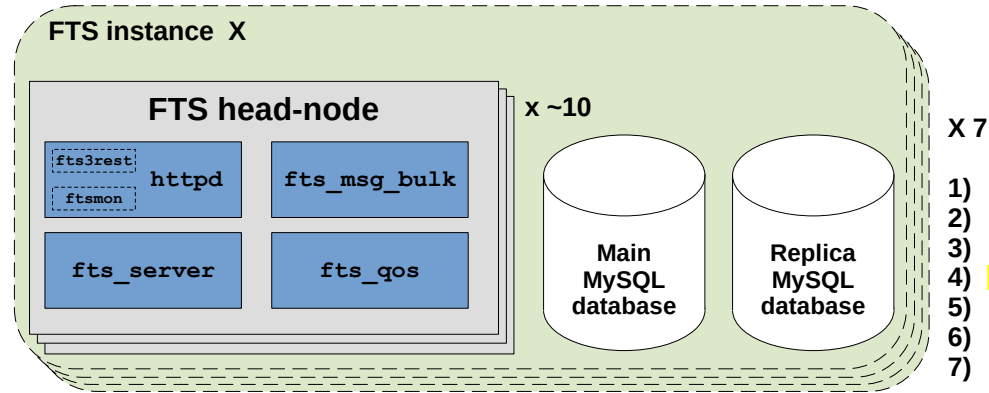 FTS instance X
FTS head-node
x ~10
fts3rest
httpd
ftsmon
fts_msg_bulk
fts_server
fts_qos
Main
MySQL
database
Replica
MySQL
database
X 7
1)
2)
3)
4)
5)
6)
7)